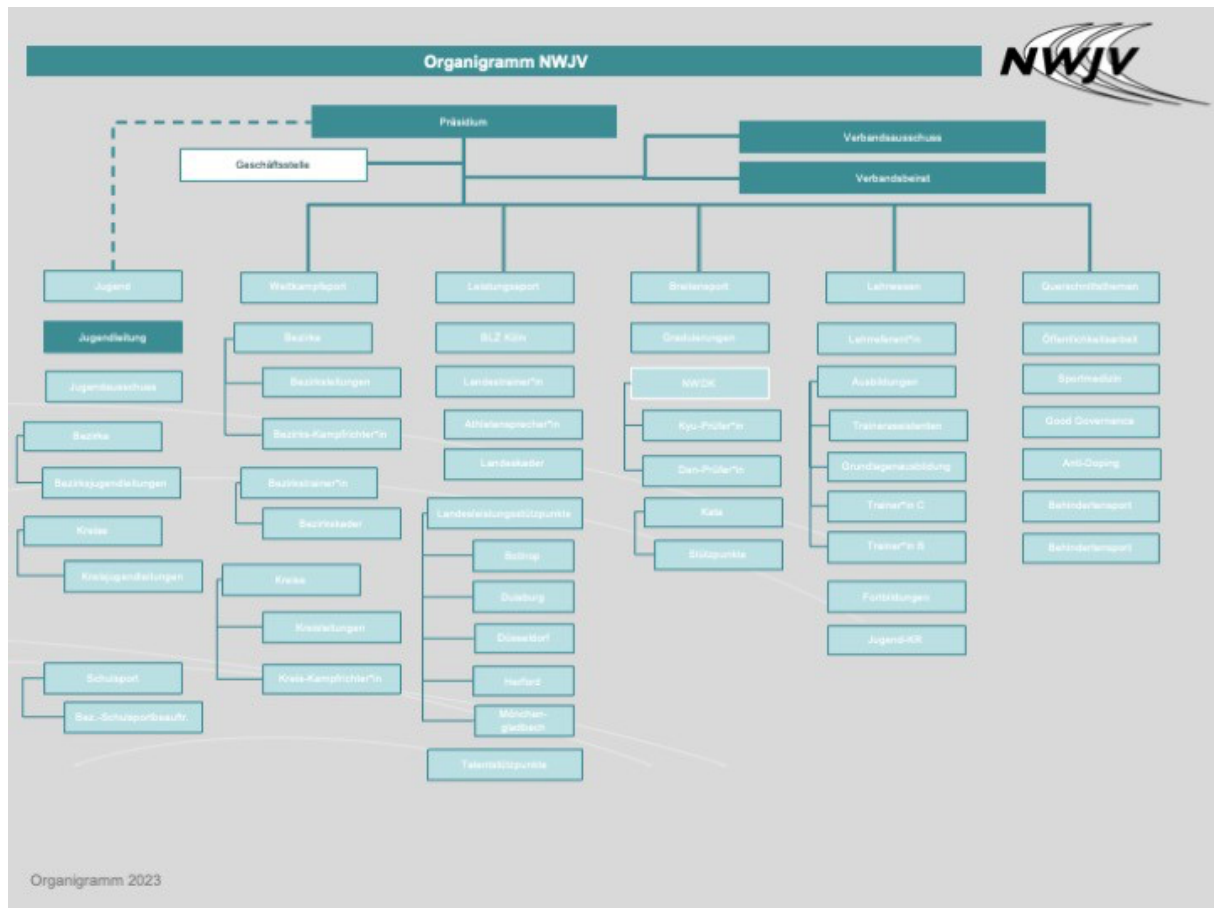 Organigramm NWJV
NWJV
Präsidium
Geschäftsstelle
Verbandsausschuss
Verbandsbeirat
Jugend
Jugendleitung
Jugendausschuss
Bezirke
Bezirksjugendleitungen
Kreise
Kreisjugendleitungen
Schulsport
Bez.-Schulsportbeauftr.
Wettkampfsport
Bezirke
Bezirksleitungen
Bezirks-Kampfrichter*in
Bezirkstrainer*in
Bezirkskader
Kreise
Kreisleitungen
Kreis-Kampfrichter*in
Leistungssport
BLZ Köln
Landestrainer*in
Athletensprecher*in
Landeskader
Landesleistungsstützpunkte
Bottrop
Duisburg
Düsseldorf
Herford
Mönchen-
gladbach
Talentstützpunkte
Breitensport
Graduierungen
NWDK
Kyu-Prüfer*in
Dan-Prüfer*in
Kata
Stützpunkte
Lehrwesen
Lehrreferent*in
Ausbildungen
Trainerassistenten
Grundlagenausbildung
Trainer*in C
Trainer*in B
Fortbildungen
Jugend-KR
Querschnittsthemen
Öffentlichkeitsarbeit
Sportmedizin
Good Governance
Anti-Doping
Behindertensport
Behindertensport
Organigramm 2023